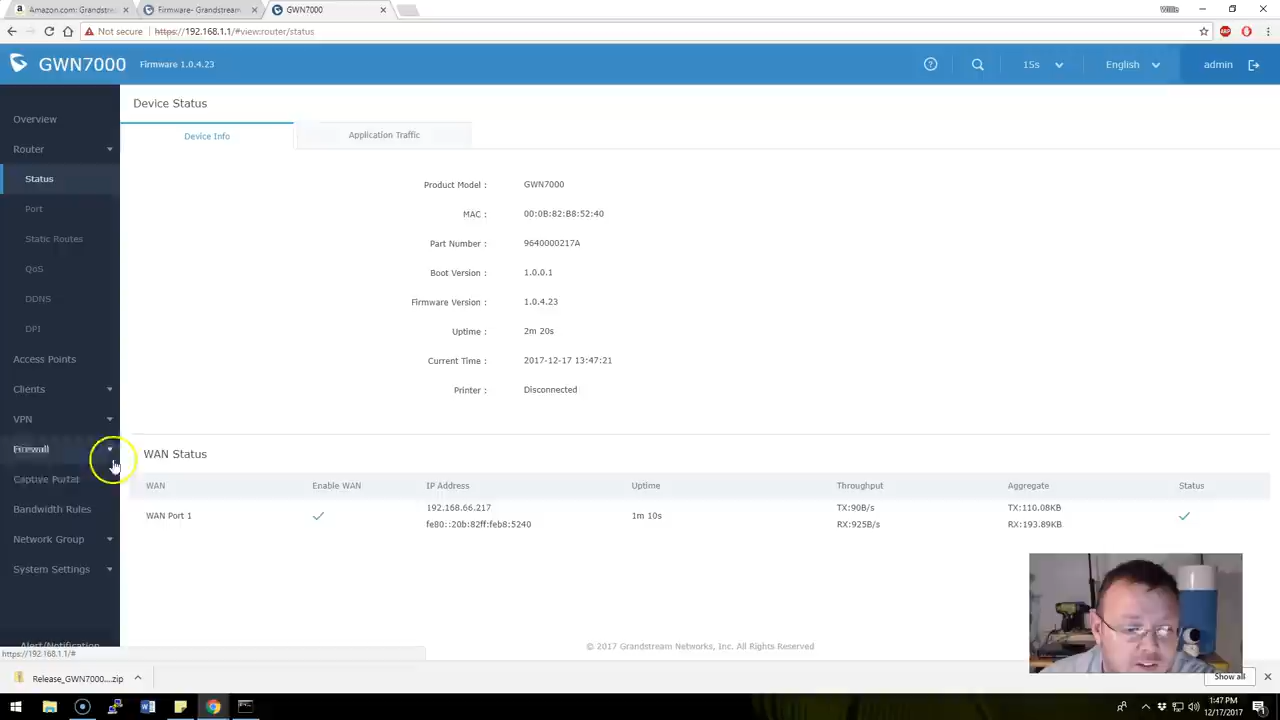 Amazon.com: Grandstre
Firmware- Grandstream
GWN7000
Willie
Not secure
https://192.168.1.1/#view:router/status
GWN7000
Firmware 1.0.4.23
15s
English
admin
Overview
Router
Status
Port
Static Routes
QoS
DDNS
DPI
Access Points
Clients
VPN
Firewall
Captive Portal
Bandwidth Rules
Network Group
System Settings
Alert/Notification
https://192.168.1.1/#
Device Status
Device Info
Application Traffic
Product Model : GWN7000
MAC : 00:0B:82:B8:52:40
Part Number : 9640000217A
Boot Version : 1.0.0.1
Firmware Version : 1.0.4.23
Uptime : 2m 20s
Current Time : 2017-12-17 13:47:21
Printer : Disconnected
WAN Status
WAN Enable WAN IP Address Uptime Throughput Aggregate Status
WAN Port 1 192.168.66.217 1m 10s TX:90B/s TX:110.08KB
fe80::20b:82ff:feb8:5240 RX:925B/s RX:193.89KB
© 2017 Grandstream Networks, Inc. All Rights Reserved
Release_GWN7000....zip
Show all
1:47 PM
12/17/2017